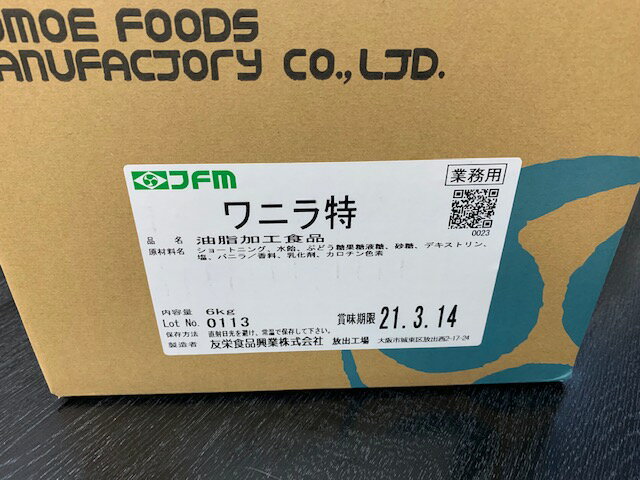 OMOE FOODS
ANUFACTORY CO., LTD.
JFM
業務用
ワニラ特
0023
品名 油脂加工食品
原材料名 ショートニング、水飴、ぶどう糖果糖液糖、砂糖、デキストリン、
塩、バニラ/香料、乳化剤、カロチン色素
内容量 6kg
Lot No. 0113 賞味期限 21.3.14
保存方法 直射日光を避け、常温で保存して下さい。
製造者 友栄食品興業株式会社 放出工場 大阪市城東区放出西2-17-24